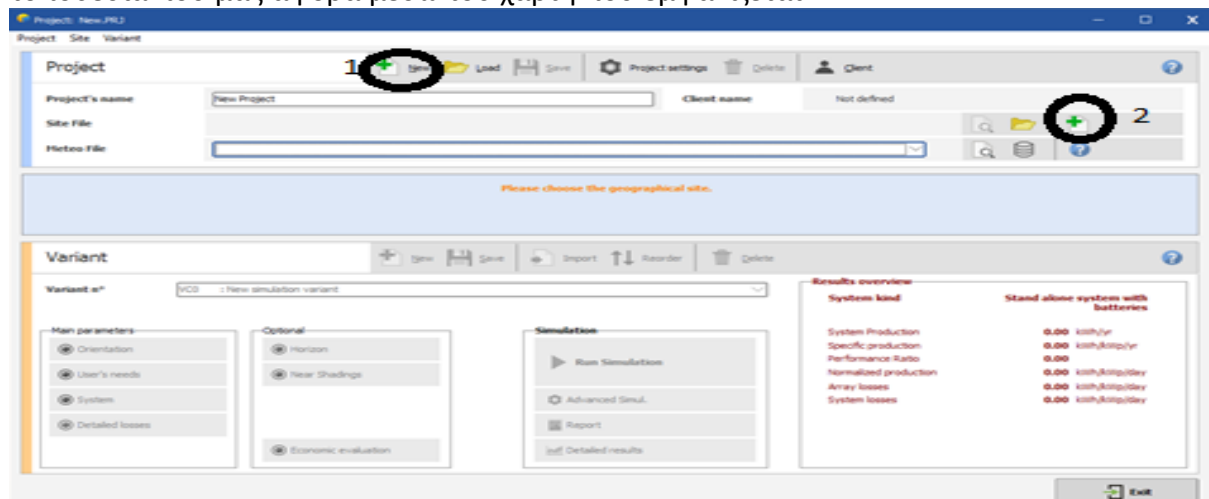 Project: New.PRJ
Project Site Variant
Project
1
New
Load
Save
Project settings
Delete
Client
Project's name
New Project
Client name
Not defined
Site File
2
Meteo File
Please choose the geographical site.
Variant
New
Save
Import
Reorder
Delete
Variant n°
VC0 : New simulation variant
Results overview
System kind
Stand alone system with
batteries
Main parameters
Optional
Simulation
Orientation
Horizon
Run Simulation
User's needs
Near Shadings
System
Advanced Simul.
Detailed losses
Report
Economic evaluation
Detailed results
System Production 0.00 kWh/yr
Specific production 0.00 kWh/kWp/yr
Performance Ratio 0.00
Normalized production 0.00 kWh/kWp/day
Array losses 0.00 kWh/kWp/day
System losses 0.00 kWh/kWp/day
Exit